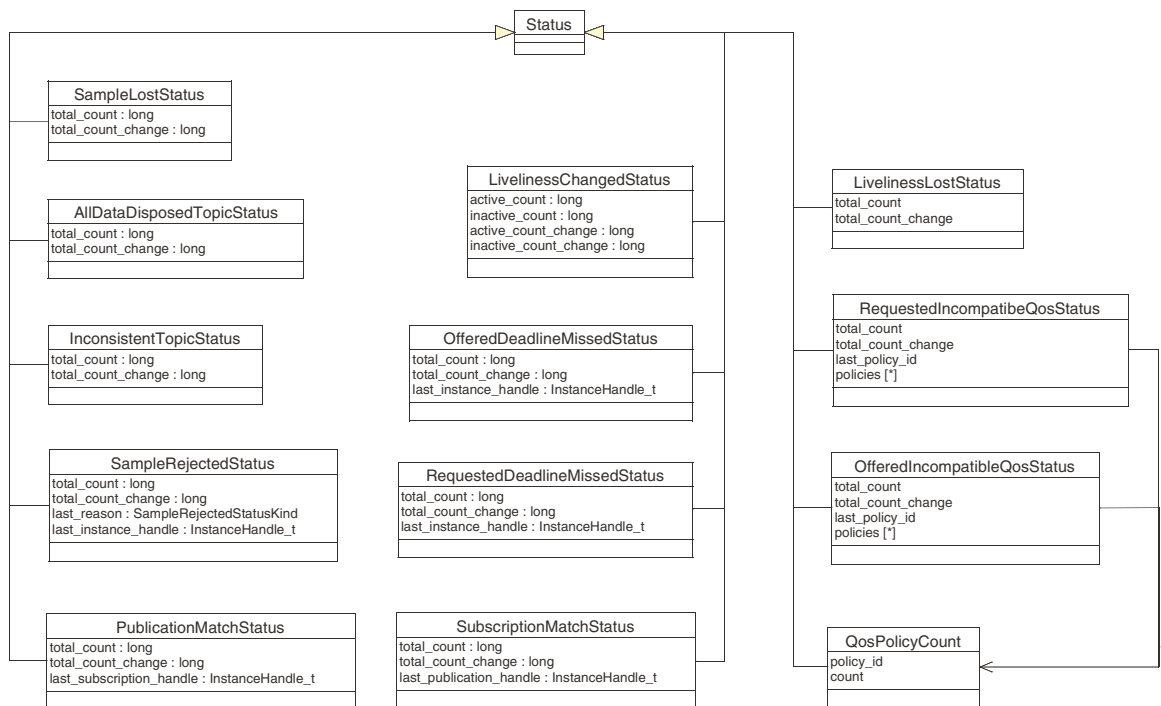 Status
SampleLostStatus
total_count : long
total_count_change : long
AllDataDisposedTopicStatus
total_count : long
total_count_change : long
InconsistentTopicStatus
total_count : long
total_count_change : long
SampleRejectedStatus
total_count : long
total_count_change : long
last_reason : SampleRejectedStatusKind
last_instance_handle : InstanceHandle_t
PublicationMatchStatus
total_count : long
total_count_change : long
last_subscription_handle : InstanceHandle_t
LivelinessChangedStatus
active_count : long
inactive_count : long
active_count_change : long
inactive_count_change : long
OfferedDeadlineMissedStatus
total_count : long
total_count_change : long
last_instance_handle : InstanceHandle_t
RequestedDeadlineMissedStatus
total_count : long
total_count_change : long
last_instance_handle : InstanceHandle_t
SubscriptionMatchStatus
total_count : long
total_count_change : long
last_publication_handle : InstanceHandle_t
LivelinessLostStatus
total_count
total_count_change
RequestedIncompatibeQosStatus
total_count
total_count_change
last_policy_id
policies [*]
OfferedIncompatibleQosStatus
total_count
total_count_change
last_policy_id
policies [*]
QosPolicyCount
policy_id
count